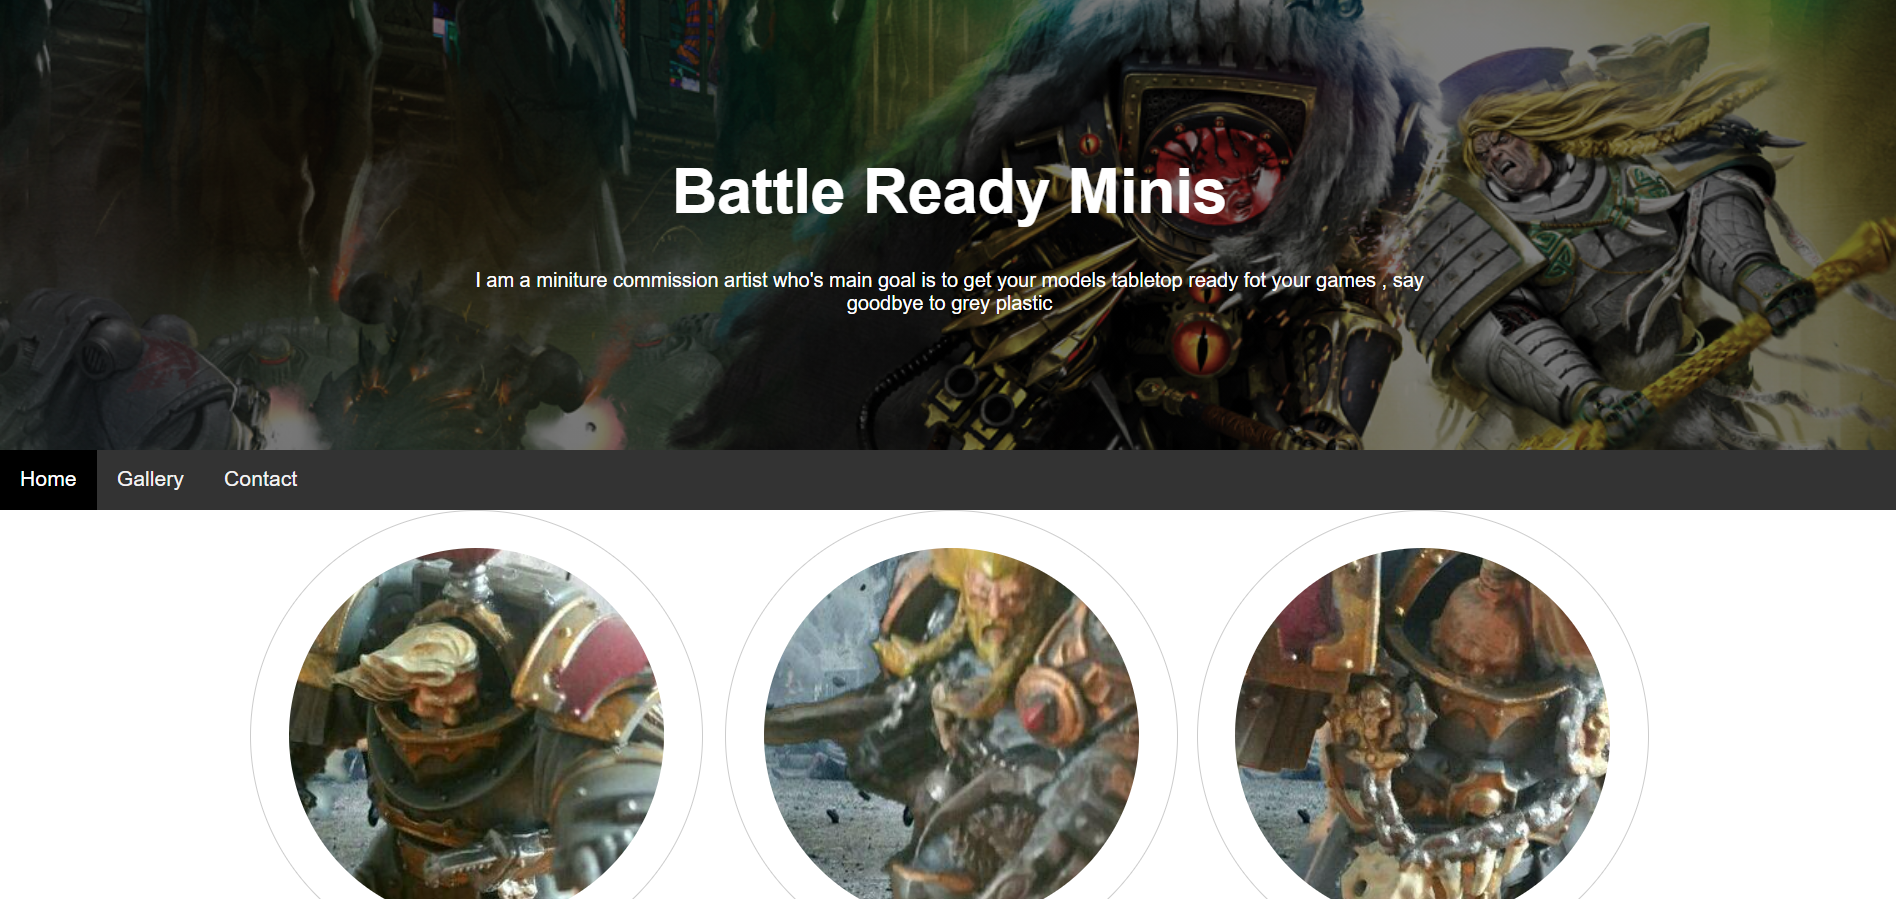 Battle Ready Minis
I am a miniture commission artist who's main goal is to get your models tabletop ready fot your games , say
goodbye to grey plastic
Home Gallery Contact